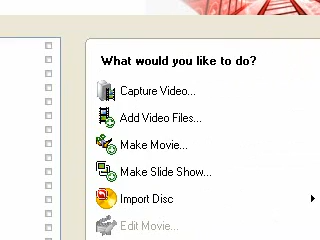 What would you like to do?
Capture Video...
Add Video Files...
Make Movie...
Make Slide Show...
Import Disc
Edit Movie...